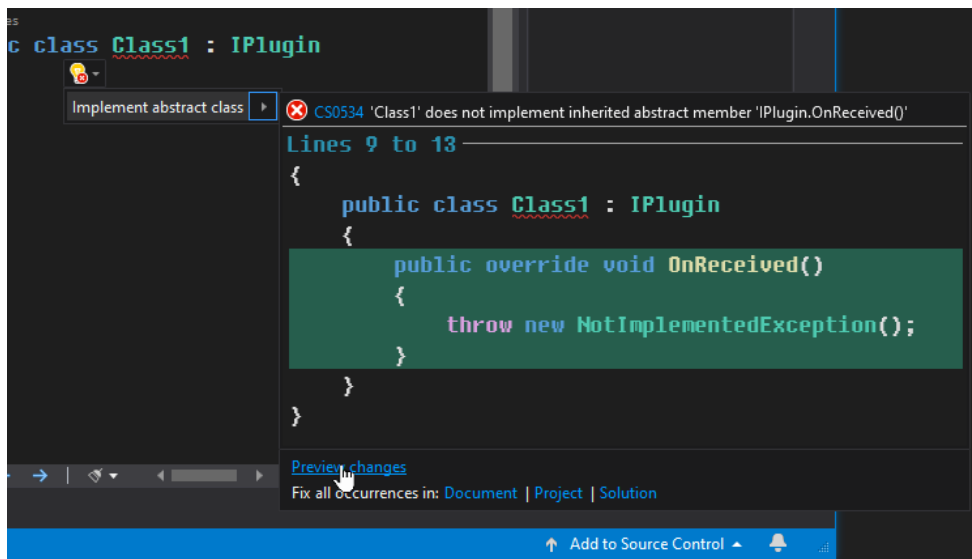 c class Class1 : IPlugin
Implement abstract class
CS0534 'Class1' does not implement inherited abstract member 'IPlugin.OnReceived()'
Lines 9 to 13
{
public class Class1 : IPlugin
{
public override void OnReceived()
{
throw new NotImplementedException();
}
}
}
Preview changes
Fix all occurrences in: Document | Project | Solution
Add to Source Control